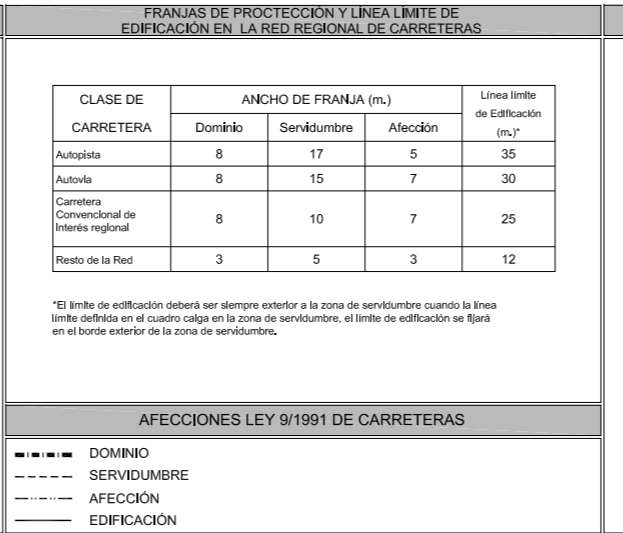 FRANJAS DE PROCTECCIÓN Y LÍNEA LÍMITE DE
EDIFICACIÓN EN LA RED REGIONAL DE CARRETERAS
CLASE DE CARRETERA ANCHO DE FRANJA (m.) Línea límite de Edificación (m.)*
Dominio Servidumbre Afección
Autopista 8 17 5 35
Autovía 8 15 7 30
Carretera
Convencional de
Interés regional 8 10 7 25
Resto de la Red 3 5 3 12
*El límite de edificación deberá ser siempre exterior a la zona de servidumbre cuando la línea
límite definida en el cuadro caiga en la zona de servidumbre, el límite de edificación se fijará
en el borde exterior de la zona de servidumbre.
AFECCIONES LEY 9/1991 DE CARRETERAS
DOMINIO
SERVIDUMBRE
AFECCIÓN
EDIFICACIÓN